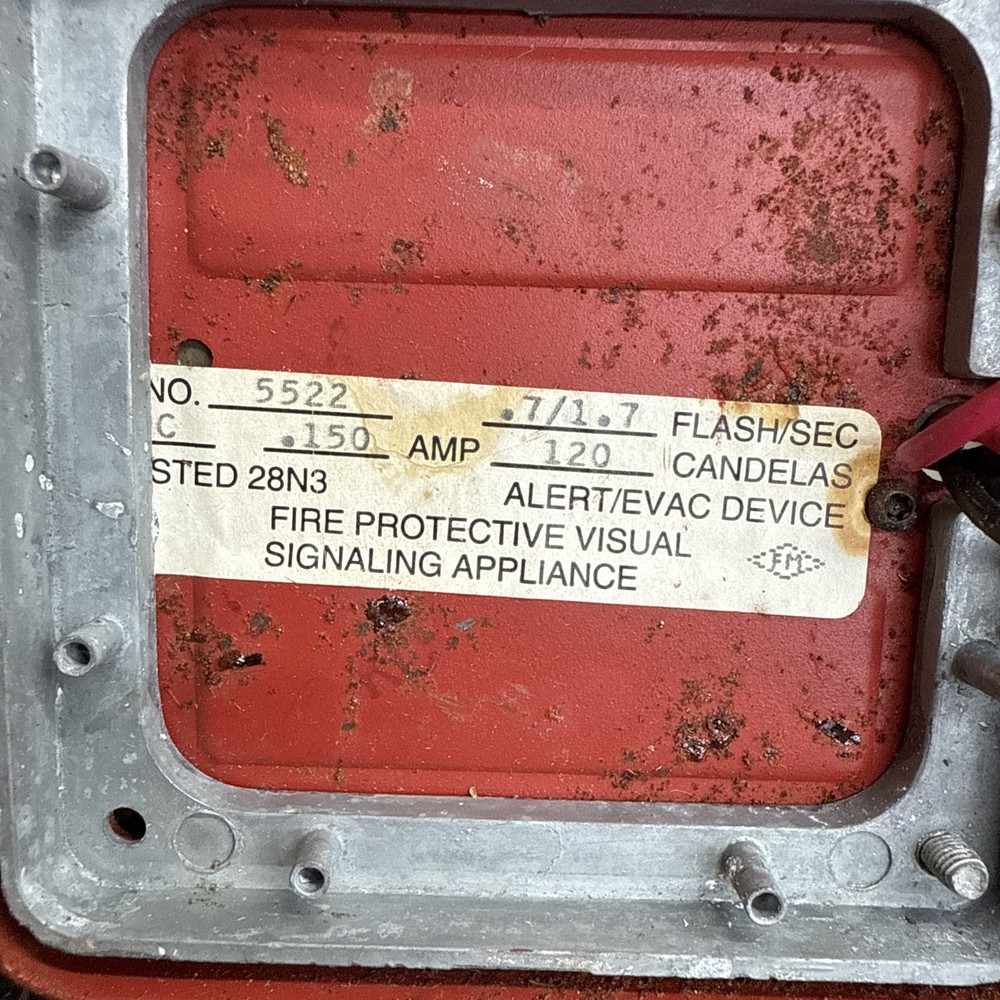 NO. 5522 .7/1.7 FLASH/SEC
C .150 AMP 120 CANDELAS
STED 28N3 ALERT/EVAC DEVICE
FIRE PROTECTIVE VISUAL
SIGNALING APPLIANCE FM